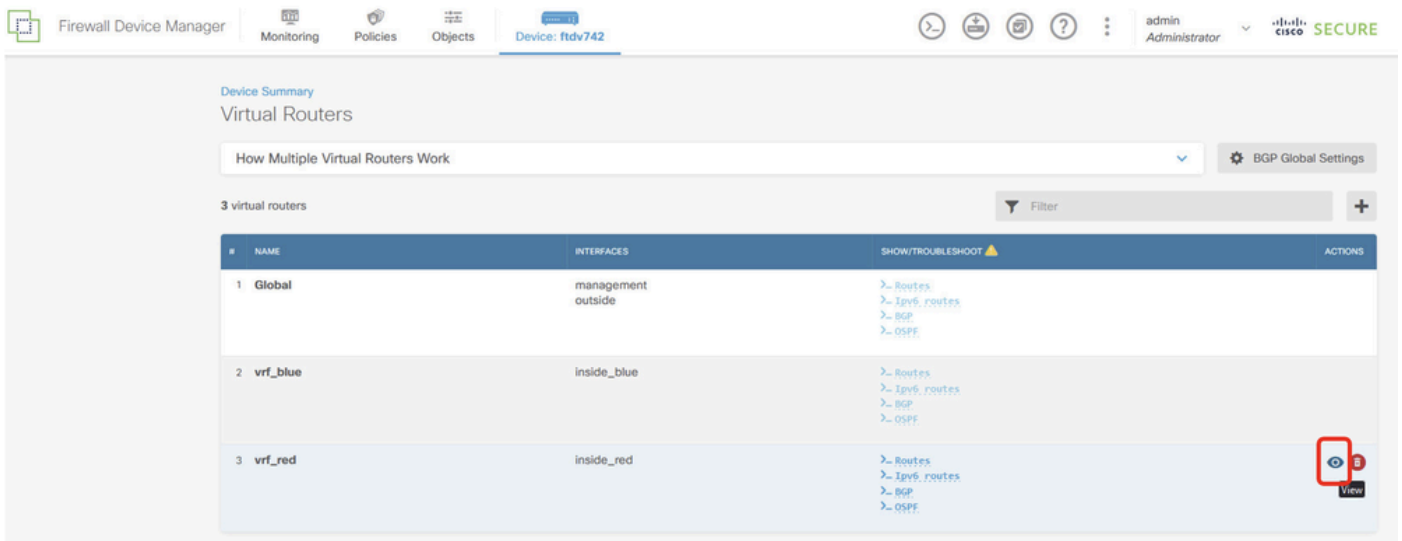 Firewall Device Manager
Monitoring
Policies
Objects
Device: ftdv742
admin
Administrator
CISCO SECURE
Device Summary
Virtual Routers
How Multiple Virtual Routers Work
BGP Global Settings
3 virtual routers
Filter
# NAME INTERFACES SHOW/TROUBLESHOOT ACTIONS
1 Global management >_ Routes
outside >_ Ipv6 routes
>_ BGP
>_ OSPF
2 vrf_blue inside_blue >_ Routes
>_ Ipv6 routes
>_ BGP
>_ OSPF
3 vrf_red inside_red >_ Routes
>_ Ipv6 routes
>_ BGP
View
>_ OSPF